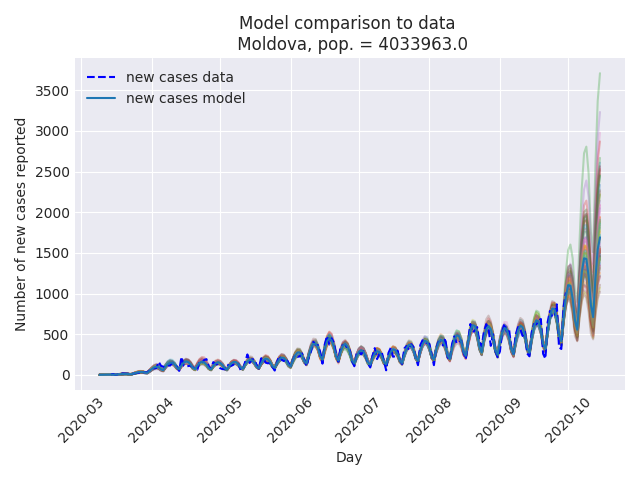 Model comparison to data
Moldova, pop. = 4033963.0
new cases data
new cases model
Number of new cases reported
3500
3000
2500
2000
1500
1000
500
0
2020-03
2020-04
2020-05
2020-06
2020-07
2020-08
2020-09
2020-10
Day